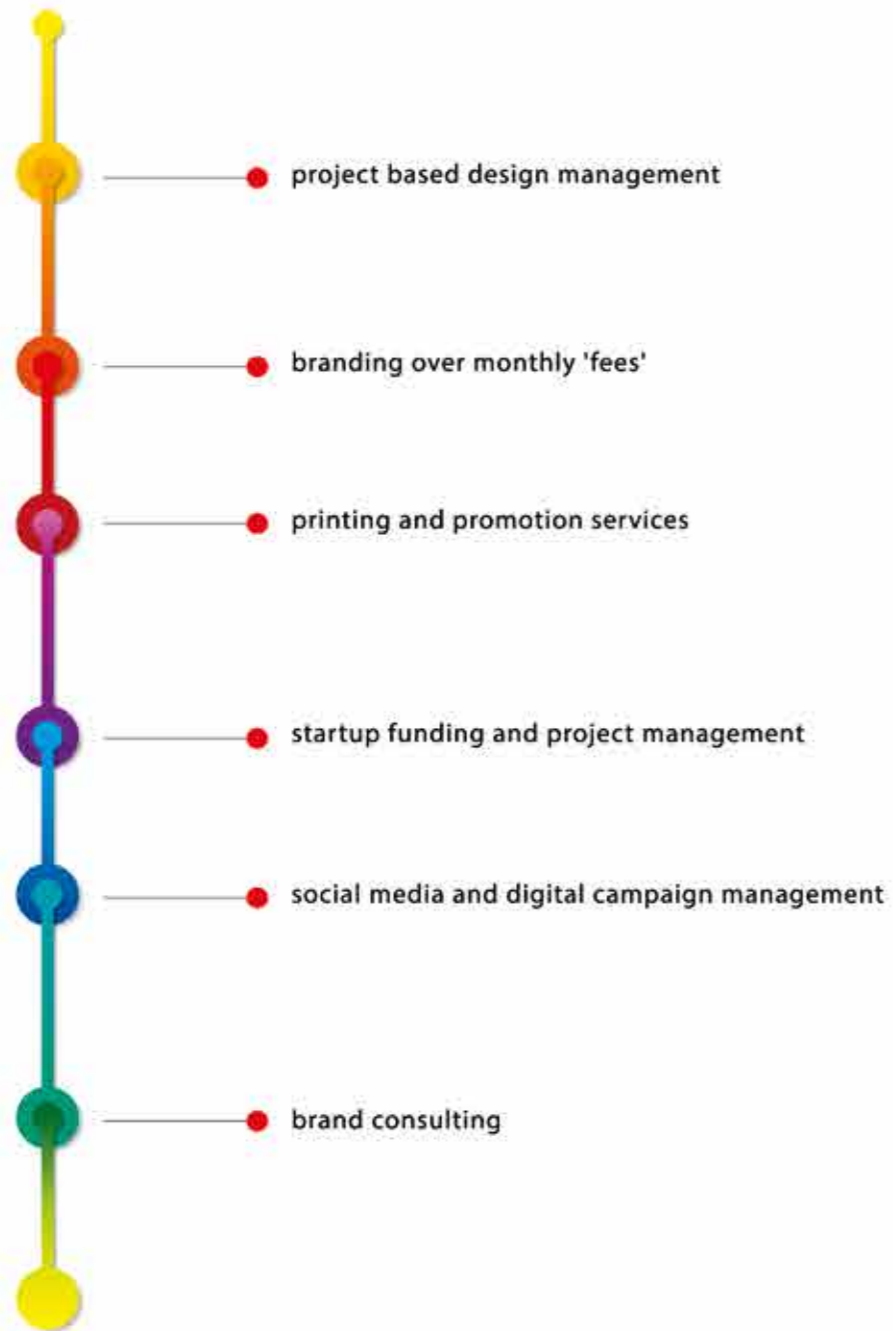 project based design management
branding over monthly 'fees'
printing and promotion services
startup funding and project management
social media and digital campaign management
brand consulting